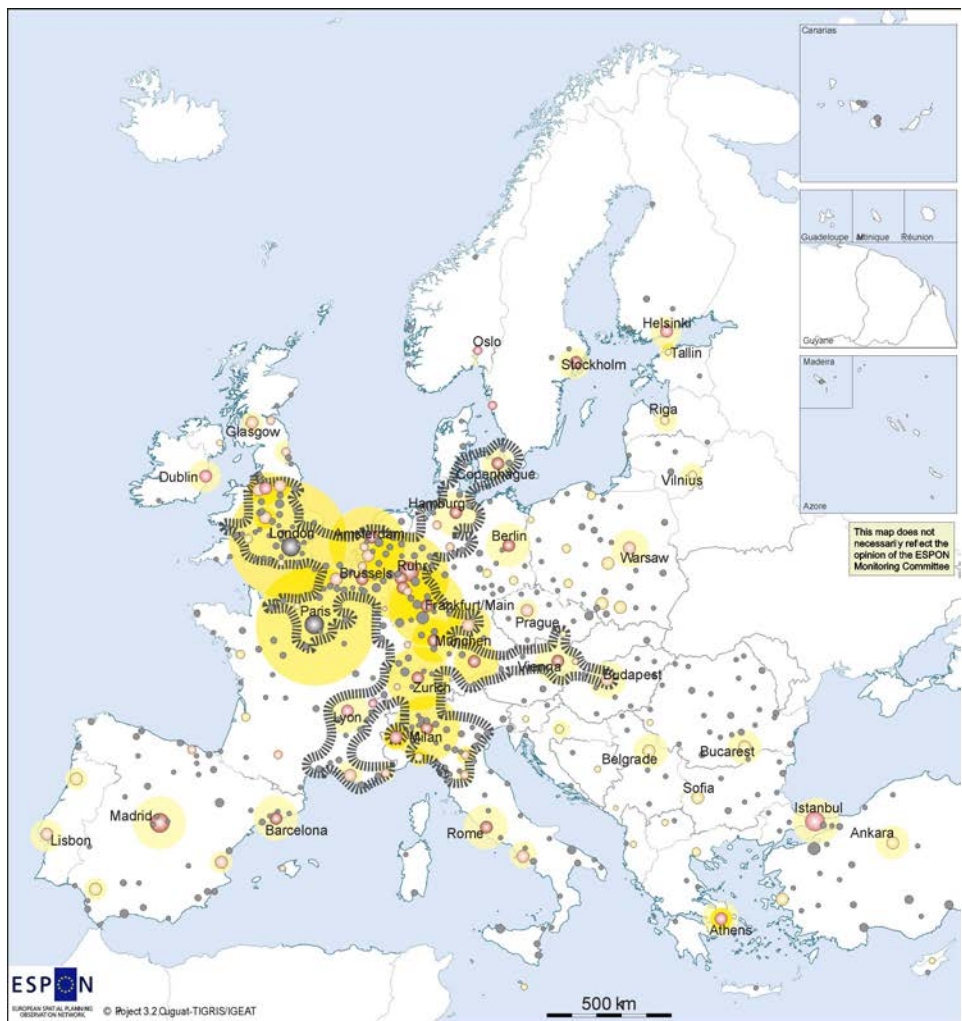 Canarias
Guadeloupe
Mtinique
Réunion
Guyane
Madeira
Azore
This map does not
necessarily reflect the
opinion of the ESPON
Monitoring Committee
Helsinki
Oslo
Tallin
Stockholm
Riga
Glasgow
Dublin
Copenhague
Vilnius
Hamburg
London
Amsterdam
Berlin
Warsaw
Brussels
Ruhr
Paris
Frankfurt/Main
Prague
München
Vienna
Budapest
Zurich
Lyon
Milan
Belgrade
Bucarest
Sofia
Madrid
Barcelona
Istanbul
Lisbon
Rome
Ankara
Athens
ESPON
EUROPEAN SPATIAL PLANNING
OBSERVATION NETWORK
500 km